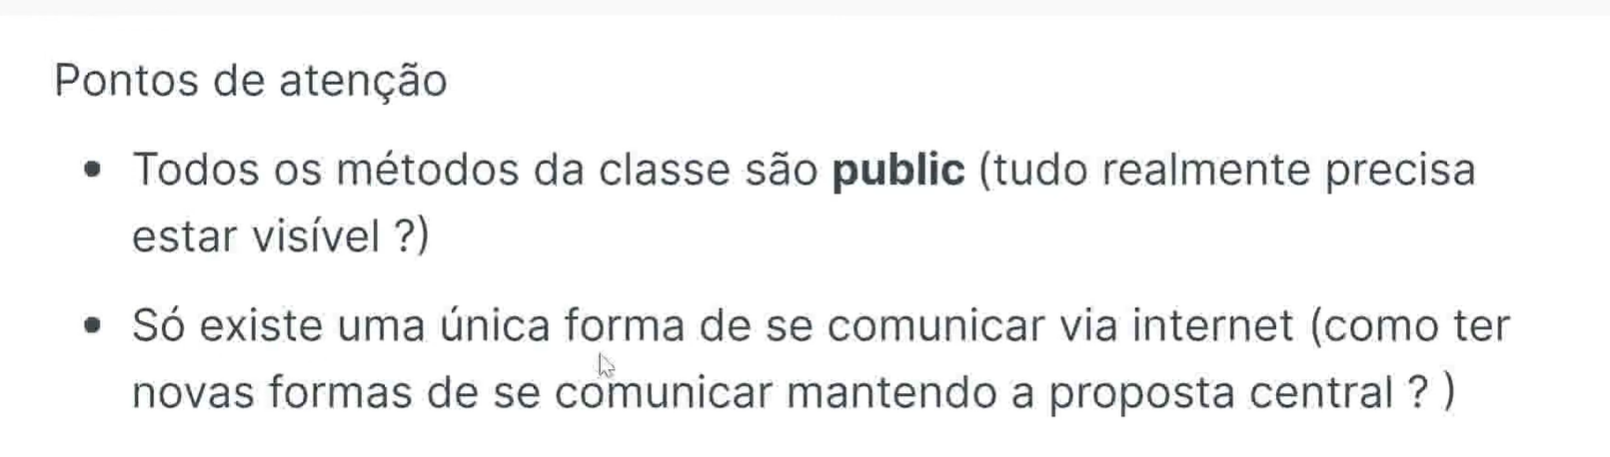 Pontos de atenção
• Todos os métodos da classe são public (tudo realmente precisa
estar visível ?)
• Só existe uma única forma de se comunicar via internet (como ter
novas formas de se comunicar mantendo a proposta central ? )